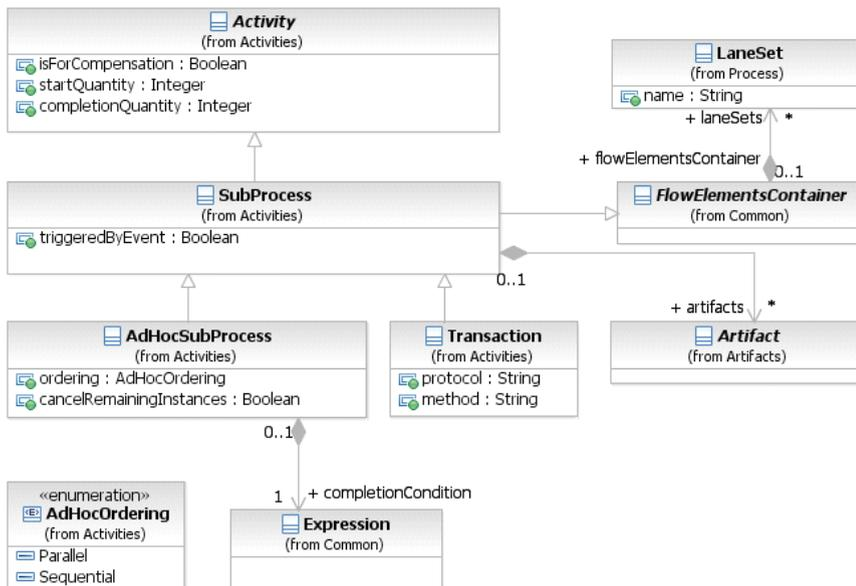 Activity
(from Activities)
isForCompensation : Boolean
startQuantity : Integer
completionQuantity : Integer
LaneSet
(from Process)
name : String
+ laneSets *
+ flowElementsContainer
0..1
SubProcess
(from Activities)
triggeredByEvent : Boolean
FlowElementsContainer
(from Common)
0..1
+ artifacts *
AdHocSubProcess
(from Activities)
ordering : AdHocOrdering
cancelRemainingInstances : Boolean
Transaction
(from Activities)
protocol : String
method : String
Artifact
(from Artifacts)
0..1
1 + completionCondition
«enumeration»
E AdHocOrdering
(from Activities)
Parallel
Sequential
Expression
(from Common)